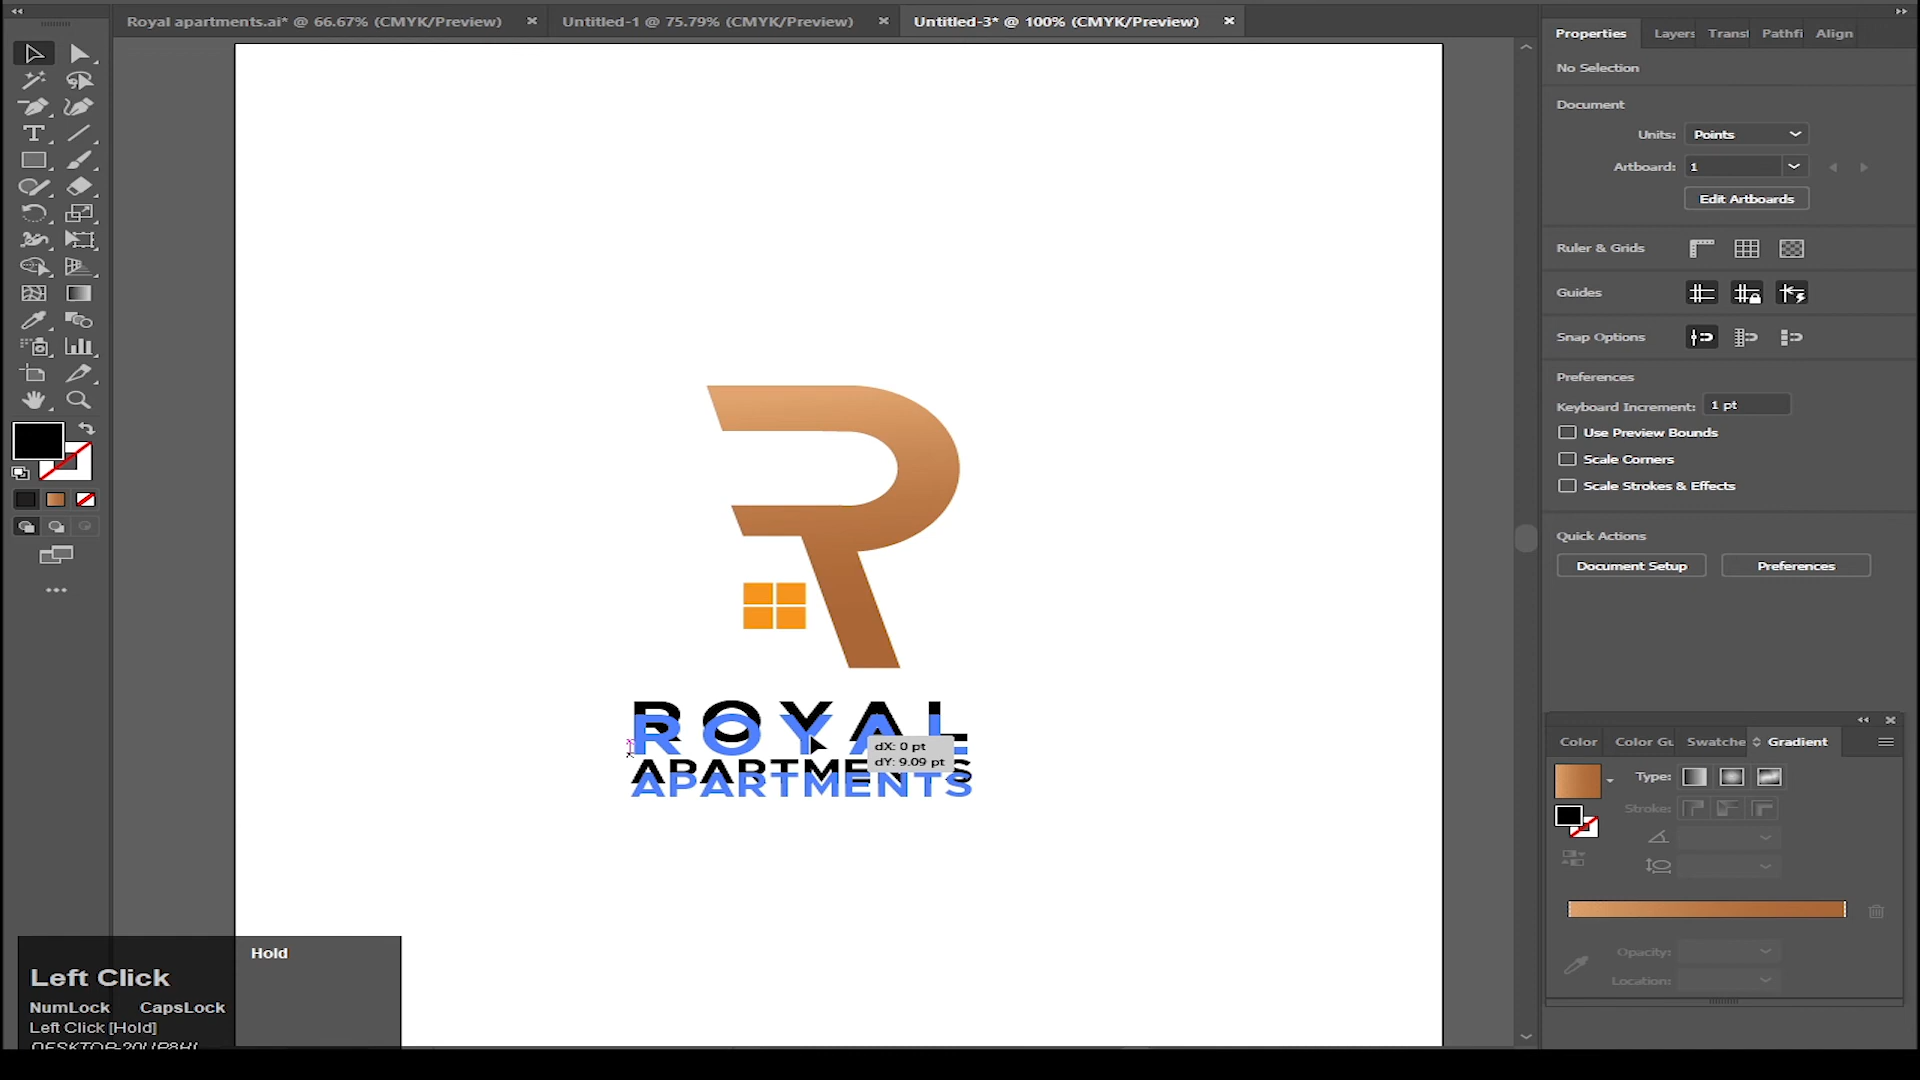 Royal apartments.ai* @ 66.67% (CMYK/Preview)
Untitled-1 @ 75.79% (CMYK/Preview)
Untitled-3* @ 100% (CMYK/Preview)
Properties
Layers
Pathfi
Align
No Selection
Document
Units: Points
Artboard: 1
Edit Artboards
Ruler & Grids
Guides
Snap Options
Preferences
Keyboard Increment: 1 pt
Use Preview Bounds
Scale Corners
Scale Strokes & Effects
Quick Actions
Document Setup
Preferences
ROYAL
APARTMENTS
dX: 0 pt
dY: 9.09 pt
Color
Color Gu
Swatche
Gradient
Type:
Stroke:
Opacity:
Location:
Hold
Left Click
NumLock CapsLock
Left Click [Hold]